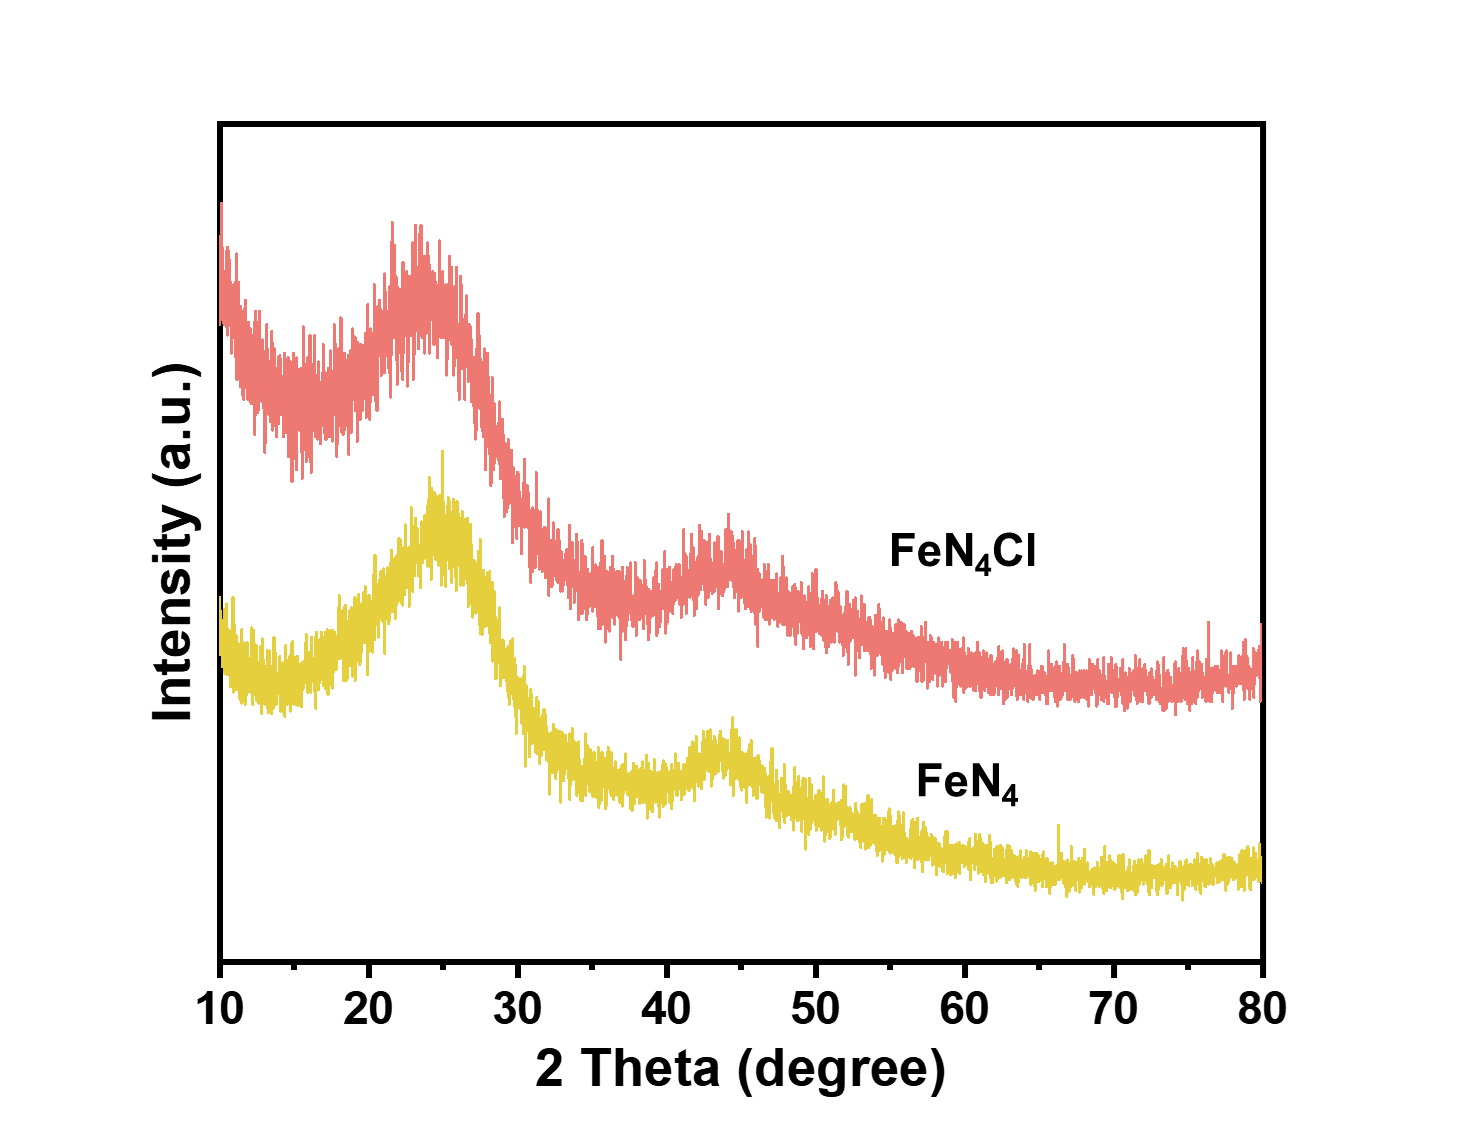 Intensity (a.u.)
FeN₄Cl
FeN₄
10 20 30 40 50 60 70 80
2 Theta (degree)